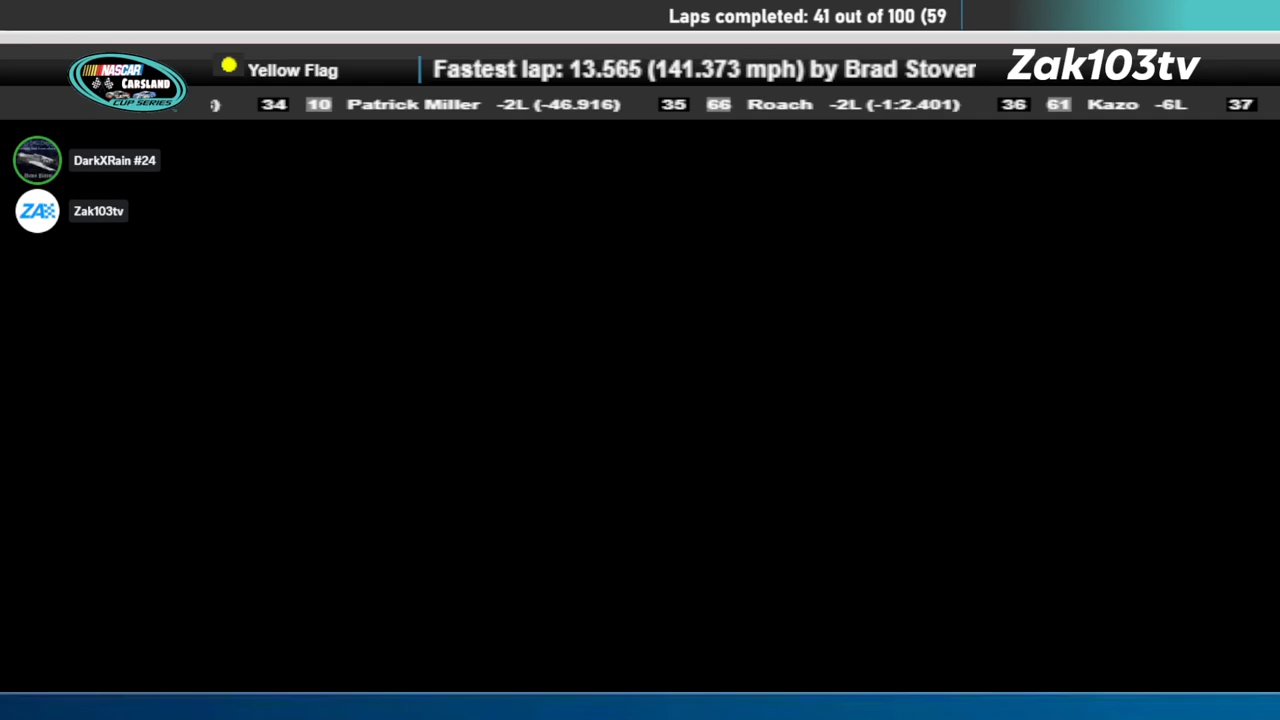 Laps completed: 41 out of 100 (59
Zak103tv
NASCAR
CARSLAND
CUP SERIES
Yellow Flag
Fastest lap: 13.565 (141.373 mph) by Brad Stover
) 34 10 Patrick Miller -2L (-46.916) 35 66 Roach -2L (-1:2.401) 36 61 Kazo -6L 37
DarkXRain #24
ZA
Zak103tv